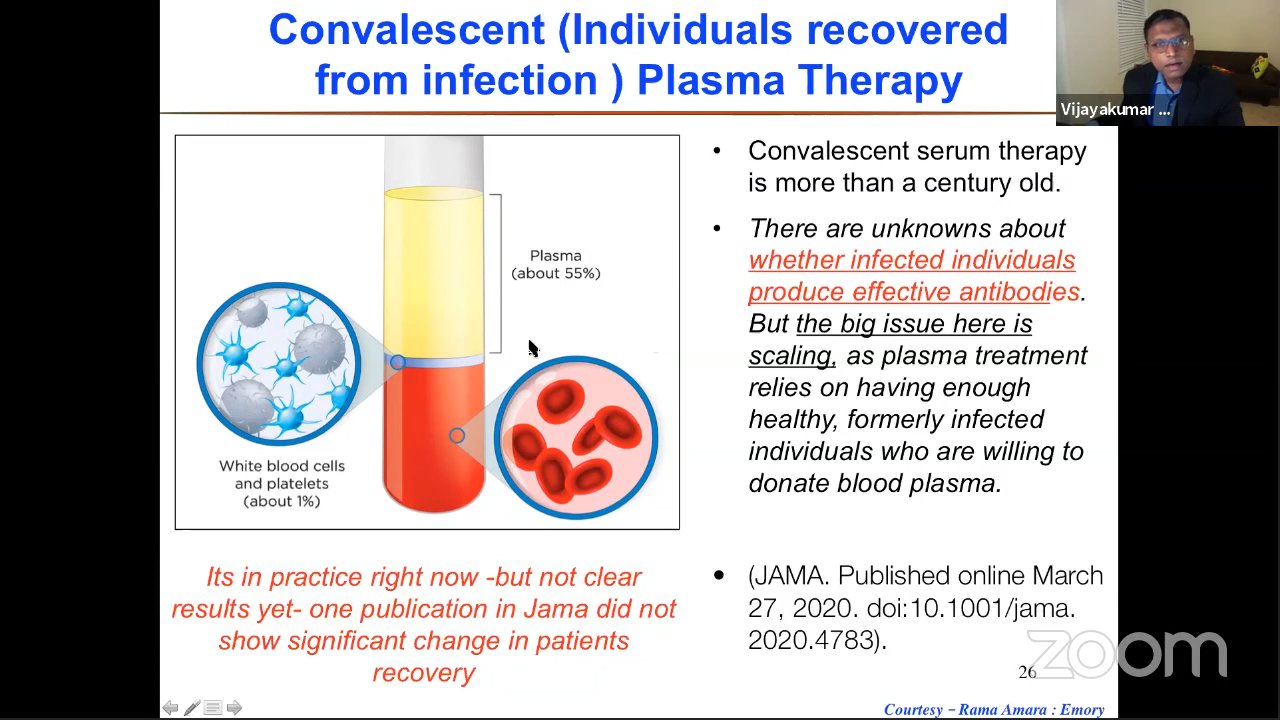 Convalescent (Individuals recovered
from infection ) Plasma Therapy
Vijayakumar ...
Plasma
(about 55%)
White blood cells
and platelets
(about 1%)
• Convalescent serum therapy
is more than a century old.
• There are unknowns about
whether infected individuals
produce effective antibodies.
But the big issue here is
scaling, as plasma treatment
relies on having enough
healthy, formerly infected
individuals who are willing to
donate blood plasma.
Its in practice right now -but not clear
results yet- one publication in Jama did not
show significant change in patients
recovery
• (JAMA. Published online March
27, 2020. doi:10.1001/jama.
2020.4783).
zoom
26
Courtesy – Rama Amara : Emory